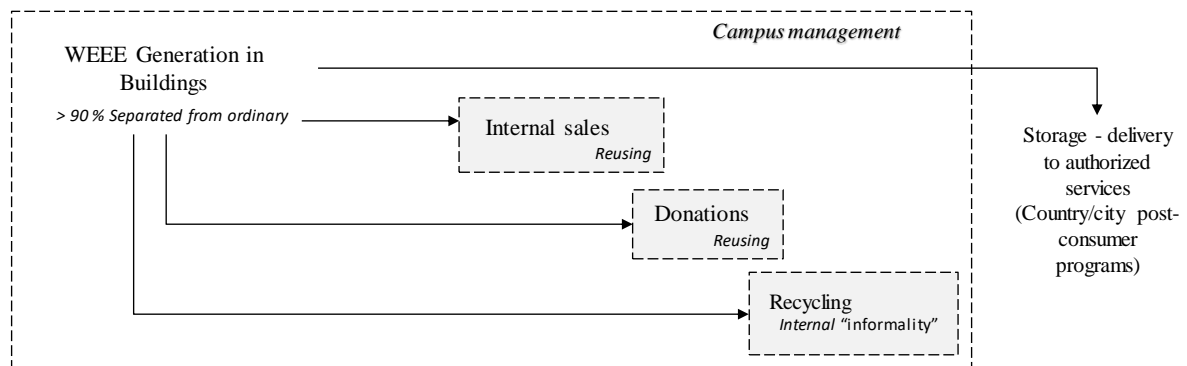 Campus management
WEEE Generation in
Buildings
> 90 % Separated from ordinary
Internal sales
Reusing
Donations
Reusing
Recycling
Internal “informality”
Storage - delivery
to authorized
services
(Country/city post-
consumer
programs)